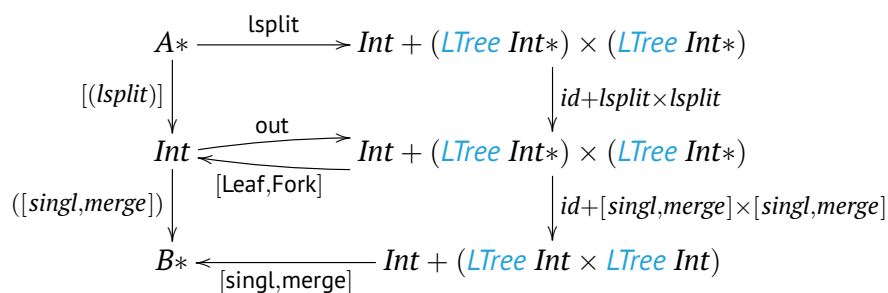 lsplit
A* Int + (LTree Int*) × (LTree Int*)
[(lsplit)] id+lsplit×lsplit
out
Int Int + (LTree Int*) × (LTree Int*)
[Leaf,Fork]
([singl,merge]) id+[singl,merge]×[singl,merge]
B* Int + (LTree Int × LTree Int)
[singl,merge]